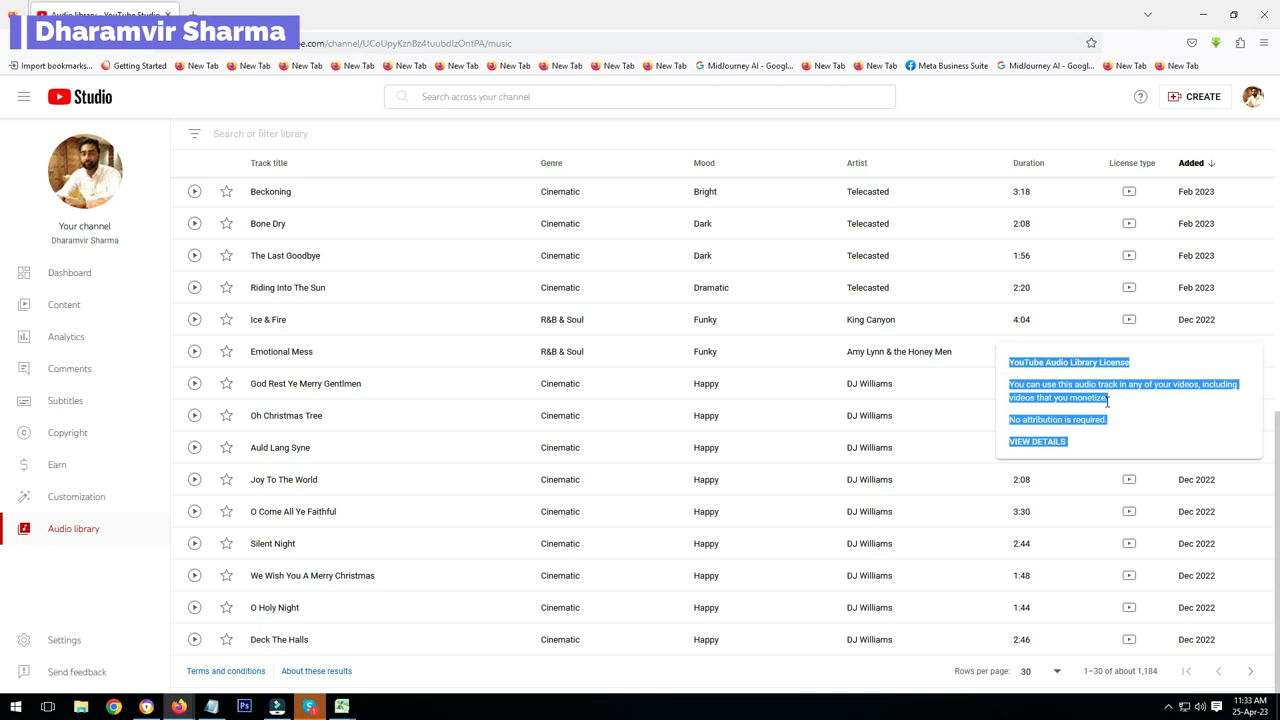 Audio library - YouTube Studio
Dharamvir Sharma
be.com/channel/UCoUpyKznBz4tuubdIzOntPA/music
Import bookmarks... Getting Started New Tab New Tab New Tab New Tab New Tab New Tab New Tab New Tab New Tab New Tab MidJourney AI - Googl... New Tab New Tab Meta Business Suite MidJourney AI - Googl... New Tab New Tab
Studio Search across your channel CREATE
Search or filter library
Track title Genre Mood Artist Duration License type Added
Beckoning Cinematic Bright Telecasted 3:18 Feb 2023
Bone Dry Cinematic Dark Telecasted 2:08 Feb 2023
The Last Goodbye Cinematic Dark Telecasted 1:56 Feb 2023
Riding Into The Sun Cinematic Dramatic Telecasted 2:20 Feb 2023
Ice & Fire R&B & Soul Funky King Canyon 4:04 Dec 2022
Emotional Mess R&B & Soul Funky Amy Lynn & the Honey Men
God Rest Ye Merry Gentlmen Cinematic Happy DJ Williams
Oh Christmas Tree Cinematic Happy DJ Williams
Auld Lang Syne Cinematic Happy DJ Williams
Joy To The World Cinematic Happy DJ Williams 2:08 Dec 2022
O Come All Ye Faithful Cinematic Happy DJ Williams 3:30 Dec 2022
Silent Night Cinematic Happy DJ Williams 2:44 Dec 2022
We Wish You A Merry Christmas Cinematic Happy DJ Williams 1:48 Dec 2022
O Holy Night Cinematic Happy DJ Williams 1:44 Dec 2022
Deck The Halls Cinematic Happy DJ Williams 2:46 Dec 2022
YouTube Audio Library License
You can use this audio track in any of your videos, including
videos that you monetize.
No attribution is required.
VIEW DETAILS
Your channel
Dharamvir Sharma
Dashboard
Content
Analytics
Comments
Subtitles
Copyright
Earn
Customization
Audio library
Settings
Send feedback
Terms and conditions About these results Rows per page: 30 1–30 of about 1,184
11:33 AM
25-Apr-23